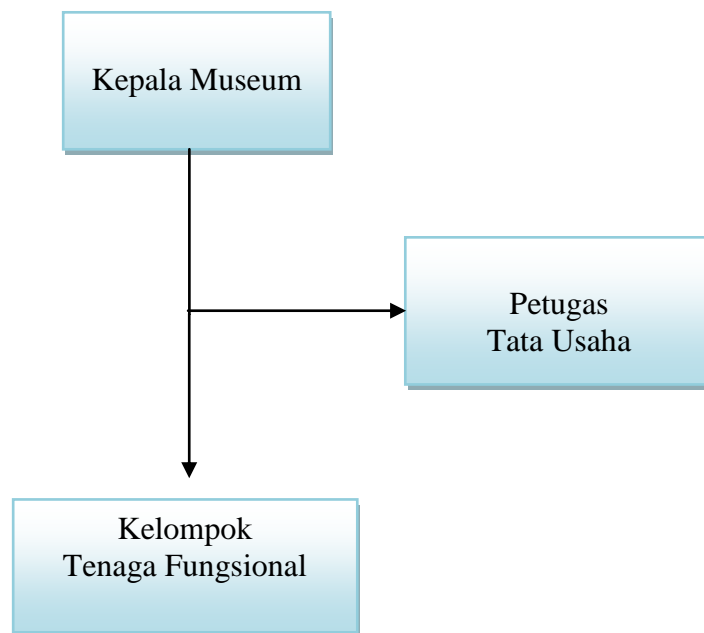 Kepala Museum
Petugas
Tata Usaha
Kelompok
Tenaga Fungsional